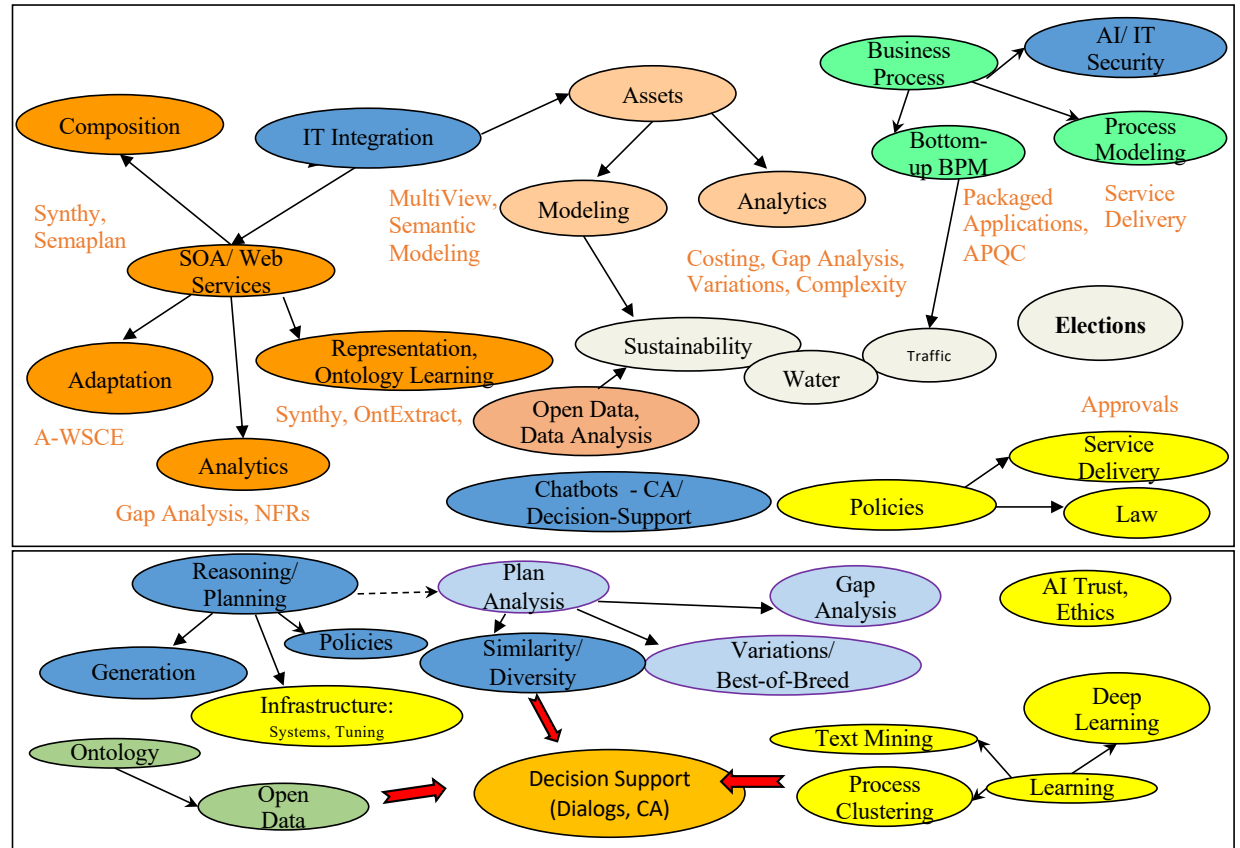 Business
Process
AI/ IT
Security
Assets
Composition
IT Integration
Process
Modeling
Bottom-
up BPM
Synthy,
Semaplan
MultiView,
Semantic
Modeling
Modeling
Analytics
Packaged
Applications,
APQC
Service
Delivery
SOA/ Web
Services
Costing, Gap Analysis,
Variations, Complexity
Elections
Adaptation
Representation,
Ontology Learning
Sustainability
Water
Traffic
A-WSCE
Synthy, OntExtract,
Open Data,
Data Analysis
Approvals
Analytics
Service
Delivery
Gap Analysis, NFRs
Chatbots - CA/
Decision-Support
Policies
Law
Reasoning/
Planning
Plan
Analysis
Gap
Analysis
AI Trust,
Ethics
Policies
Generation
Similarity/
Diversity
Variations/
Best-of-Breed
Infrastructure:
Systems, Tuning
Deep
Learning
Ontology
Text Mining
Open
Data
Decision Support
(Dialogs, CA)
Process
Clustering
Learning